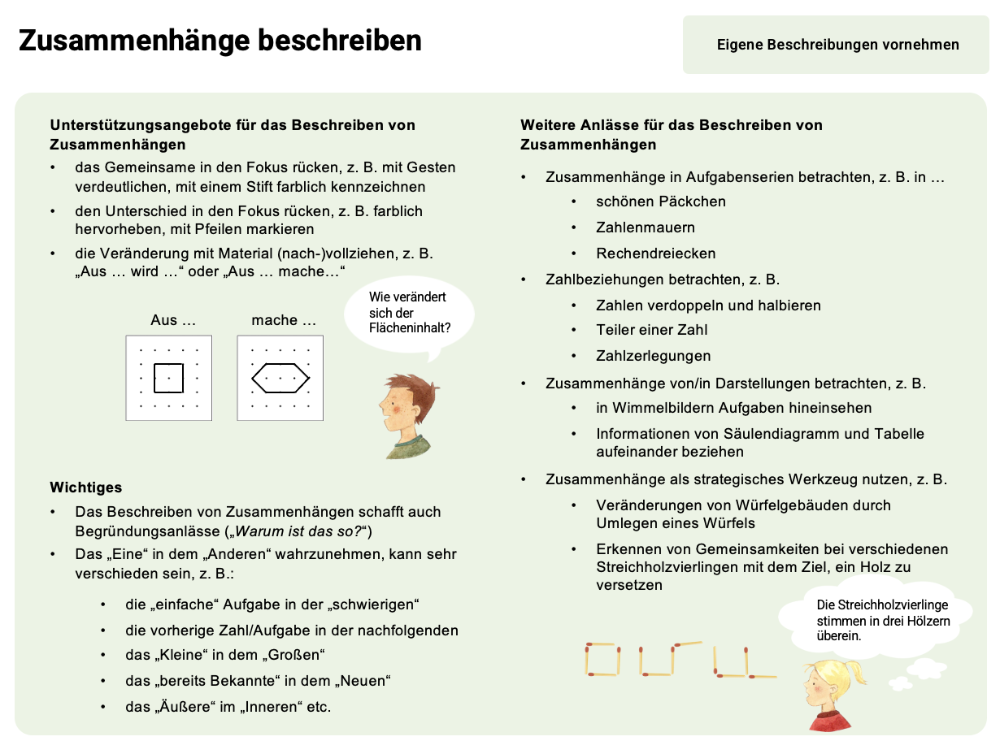 Zusammenhänge beschreiben
Eigene Beschreibungen vornehmen
Unterstützungsangebote für das Beschreiben von
Zusammenhängen
• das Gemeinsame in den Fokus rücken, z. B. mit Gesten
verdeutlichen, mit einem Stift farblich kennzeichnen
• den Unterschied in den Fokus rücken, z. B. farblich
hervorheben, mit Pfeilen markieren
• die Veränderung mit Material (nach-)vollziehen, z. B.
„Aus … wird …“ oder „Aus … mache…“
Aus …
mache …
Wie verändert
sich der
Flächeninhalt?
Wichtiges
• Das Beschreiben von Zusammenhängen schafft auch
Begründungsanlässe („Warum ist das so?“)
• Das „Eine“ in dem „Anderen“ wahrzunehmen, kann sehr
verschieden sein, z. B.:
• die „einfache“ Aufgabe in der „schwierigen“
• die vorherige Zahl/Aufgabe in der nachfolgenden
• das „Kleine“ in dem „Großen“
• das „bereits Bekannte“ in dem „Neuen“
• das „Äußere“ im „Inneren“ etc.
Weitere Anlässe für das Beschreiben von
Zusammenhängen
• Zusammenhänge in Aufgabenserien betrachten, z. B. in …
• schönen Päckchen
• Zahlenmauern
• Rechendreiecken
• Zahlbeziehungen betrachten, z. B.
• Zahlen verdoppeln und halbieren
• Teiler einer Zahl
• Zahlzerlegungen
• Zusammenhänge von/in Darstellungen betrachten, z. B.
• in Wimmelbildern Aufgaben hineinsehen
• Informationen von Säulendiagramm und Tabelle
aufeinander beziehen
• Zusammenhänge als strategisches Werkzeug nutzen, z. B.
• Veränderungen von Würfelgebäuden durch
Umlegen eines Würfels
• Erkennen von Gemeinsamkeiten bei verschiedenen
Streichholzvierlingen mit dem Ziel, ein Holz zu
versetzen
Die Streichholzvierlinge
stimmen in drei Hölzern
überein.